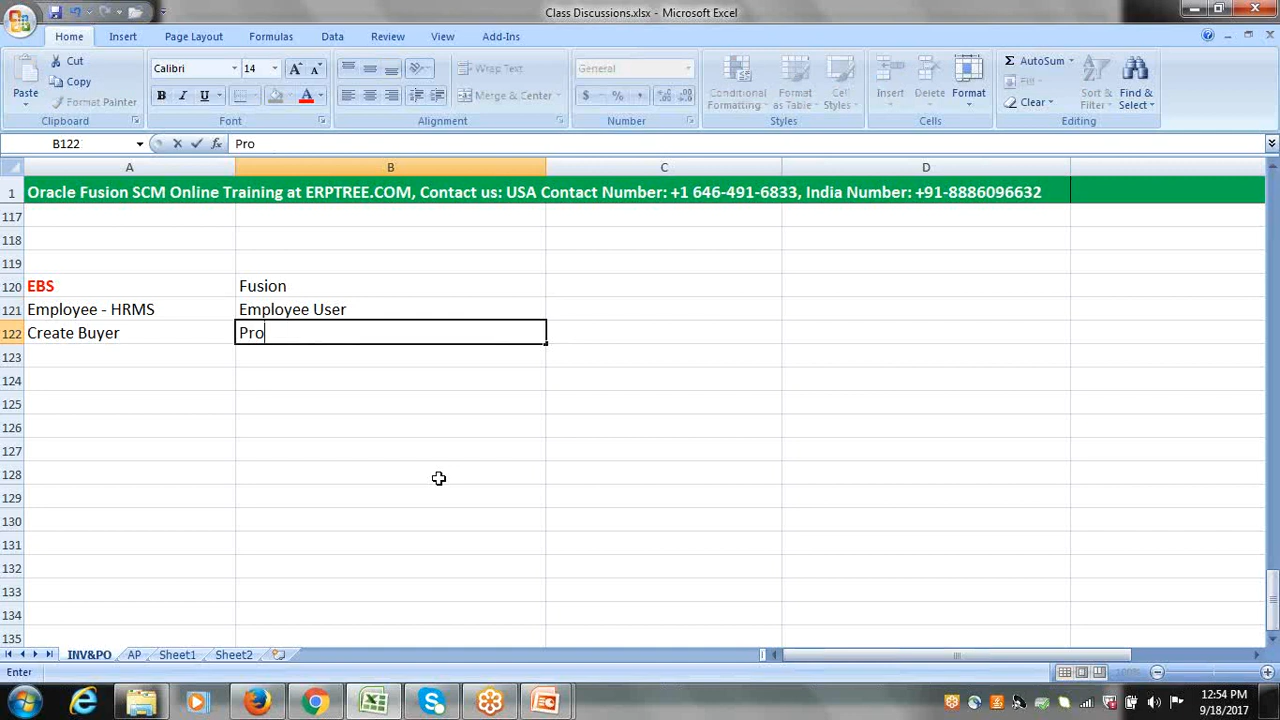 Class Discussions.xlsx - Microsoft Excel
Home Insert Page Layout Formulas Data Review View Add-Ins
Paste
Cut
Copy
Format Painter
Clipboard
Calibri 14
B I U
Font
Wrap Text
Merge & Center
Alignment
General
$ % ,
Number
Conditional Formatting
Format as Table
Cell Styles
Styles
Insert Delete Format
Cells
Σ AutoSum
Fill
Clear
Sort & Filter
Find & Select
Editing
B122 fx Pro
A B C D
1 Oracle Fusion SCM Online Training at ERPTREE.COM, Contact us: USA Contact Number: +1 646-491-6833, India Number: +91-8886096632
117
118
119
120 EBS Fusion
121 Employee - HRMS Employee User
122 Create Buyer Pro
123
124
125
126
127
128
129
130
131
132
133
134
135
INV&PO AP Sheet1 Sheet2
Enter 100%
12:54 PM
9/18/2017